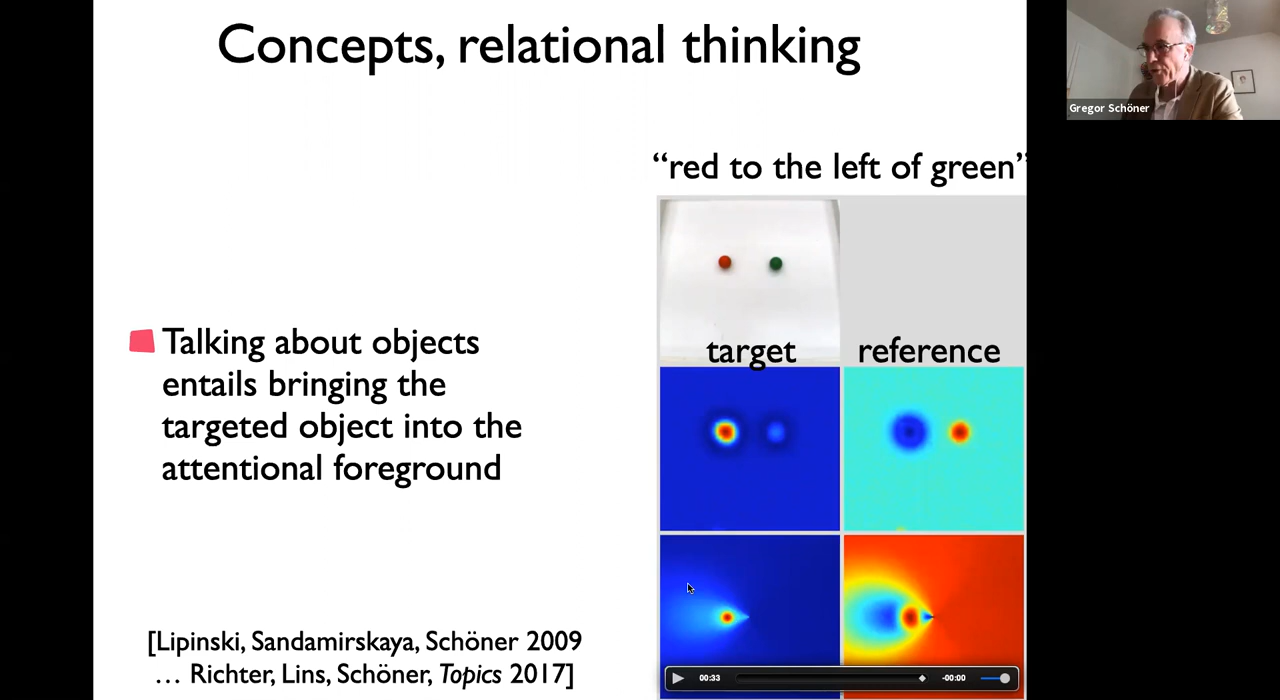 Concepts, relational thinking
Gregor Schöner
“red to the left of green”
target
reference
Talking about objects
entails bringing the
targeted object into the
attentional foreground
[Lipinski, Sandamirskaya, Schöner 2009
… Richter, Lins, Schöner, Topics 2017]
00:33
-00:00